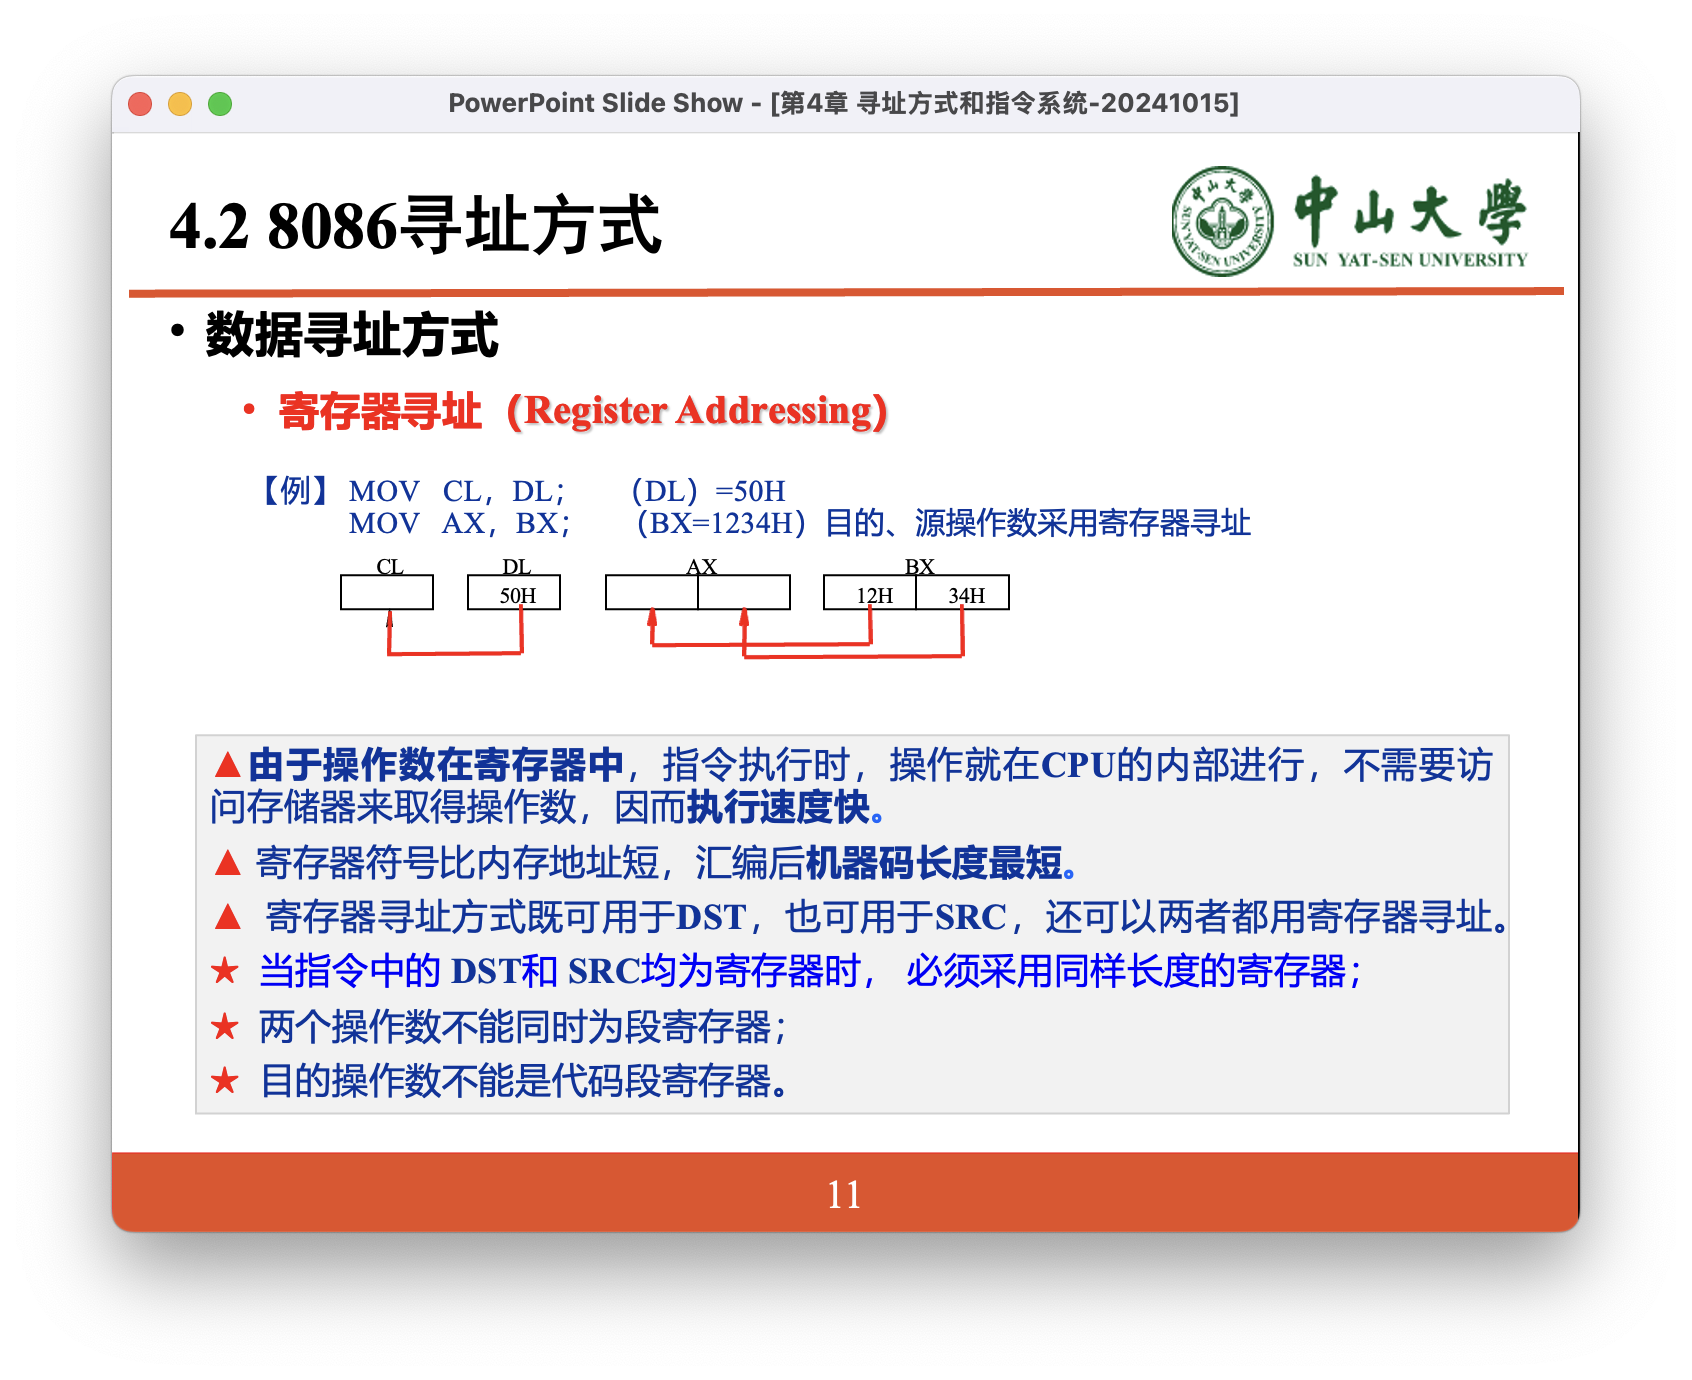 PowerPoint Slide Show - [第4章 寻址方式和指令系统-20241015]
4.2 8086寻址方式
中山大學
SUN YAT-SEN UNIVERSITY
中山大學
SUN YAT-SEN UNIVERSITY
• 数据寻址方式
• 寄存器寻址（Register Addressing）
【例】 MOV CL，DL； （DL）=50H
MOV AX，BX； （BX=1234H）目的、源操作数采用寄存器寻址
CL DL AX BX
50H 12H 34H
▲由于操作数在寄存器中，指令执行时，操作就在CPU的内部进行，不需要访
问存储器来取得操作数，因而执行速度快。
▲ 寄存器符号比内存地址短，汇编后机器码长度最短。
▲ 寄存器寻址方式既可用于DST，也可用于SRC，还可以两者都用寄存器寻址。
★ 当指令中的 DST和 SRC均为寄存器时， 必须采用同样长度的寄存器；
★ 两个操作数不能同时为段寄存器；
★ 目的操作数不能是代码段寄存器。
11